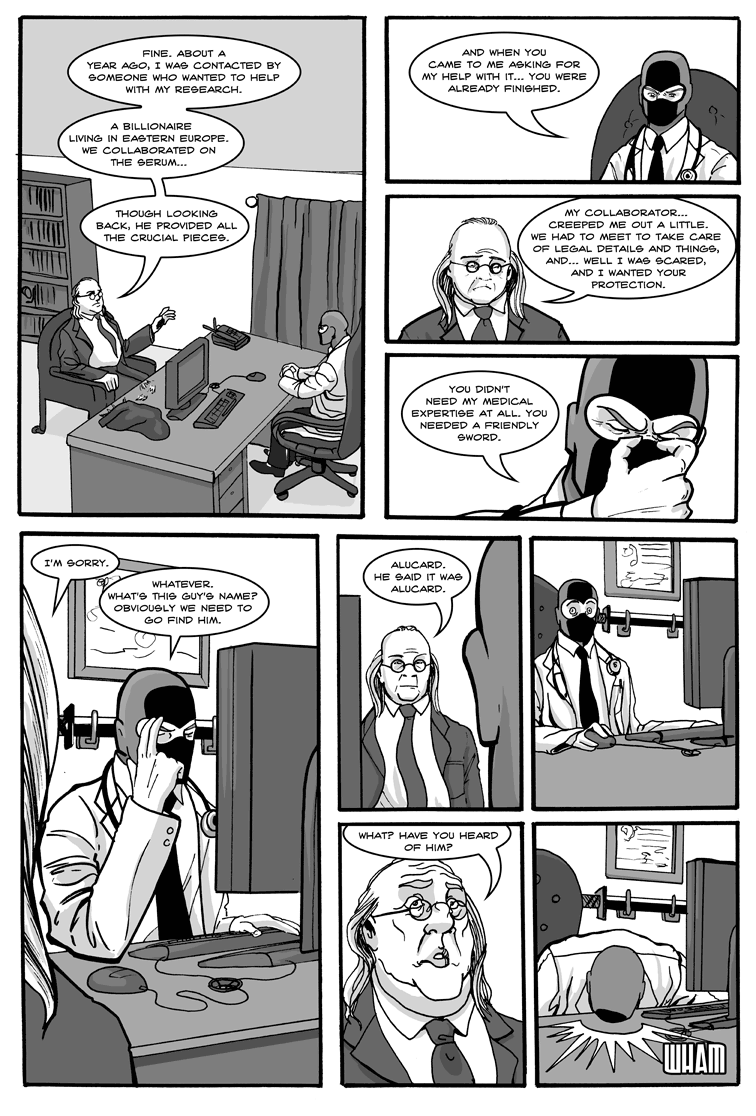 FINE. ABOUT A
YEAR AGO, I WAS CONTACTED BY
SOMEONE WHO WANTED TO HELP
WITH MY RESEARCH.
A BILLIONAIRE
LIVING IN EASTERN EUROPE.
WE COLLABORATED ON
THE SERUM...
THOUGH LOOKING
BACK, HE PROVIDED ALL
THE CRUCIAL PIECES.
AND WHEN YOU
CAME TO ME ASKING FOR
MY HELP WITH IT... YOU WERE
ALREADY FINISHED.
MY COLLABORATOR...
CREEPED ME OUT A LITTLE.
WE HAD TO MEET TO TAKE CARE
OF LEGAL DETAILS AND THINGS,
AND... WELL I WAS SCARED,
AND I WANTED YOUR
PROTECTION.
YOU DIDN'T
NEED MY MEDICAL
EXPERTISE AT ALL. YOU
NEEDED A FRIENDLY
SWORD.
I'M SORRY.
WHATEVER.
WHAT'S THIS GUY'S NAME?
OBVIOUSLY WE NEED TO
GO FIND HIM.
ALUCARD.
HE SAID IT WAS
ALUCARD.
WHAT? HAVE YOU HEARD
OF HIM?
WHAM